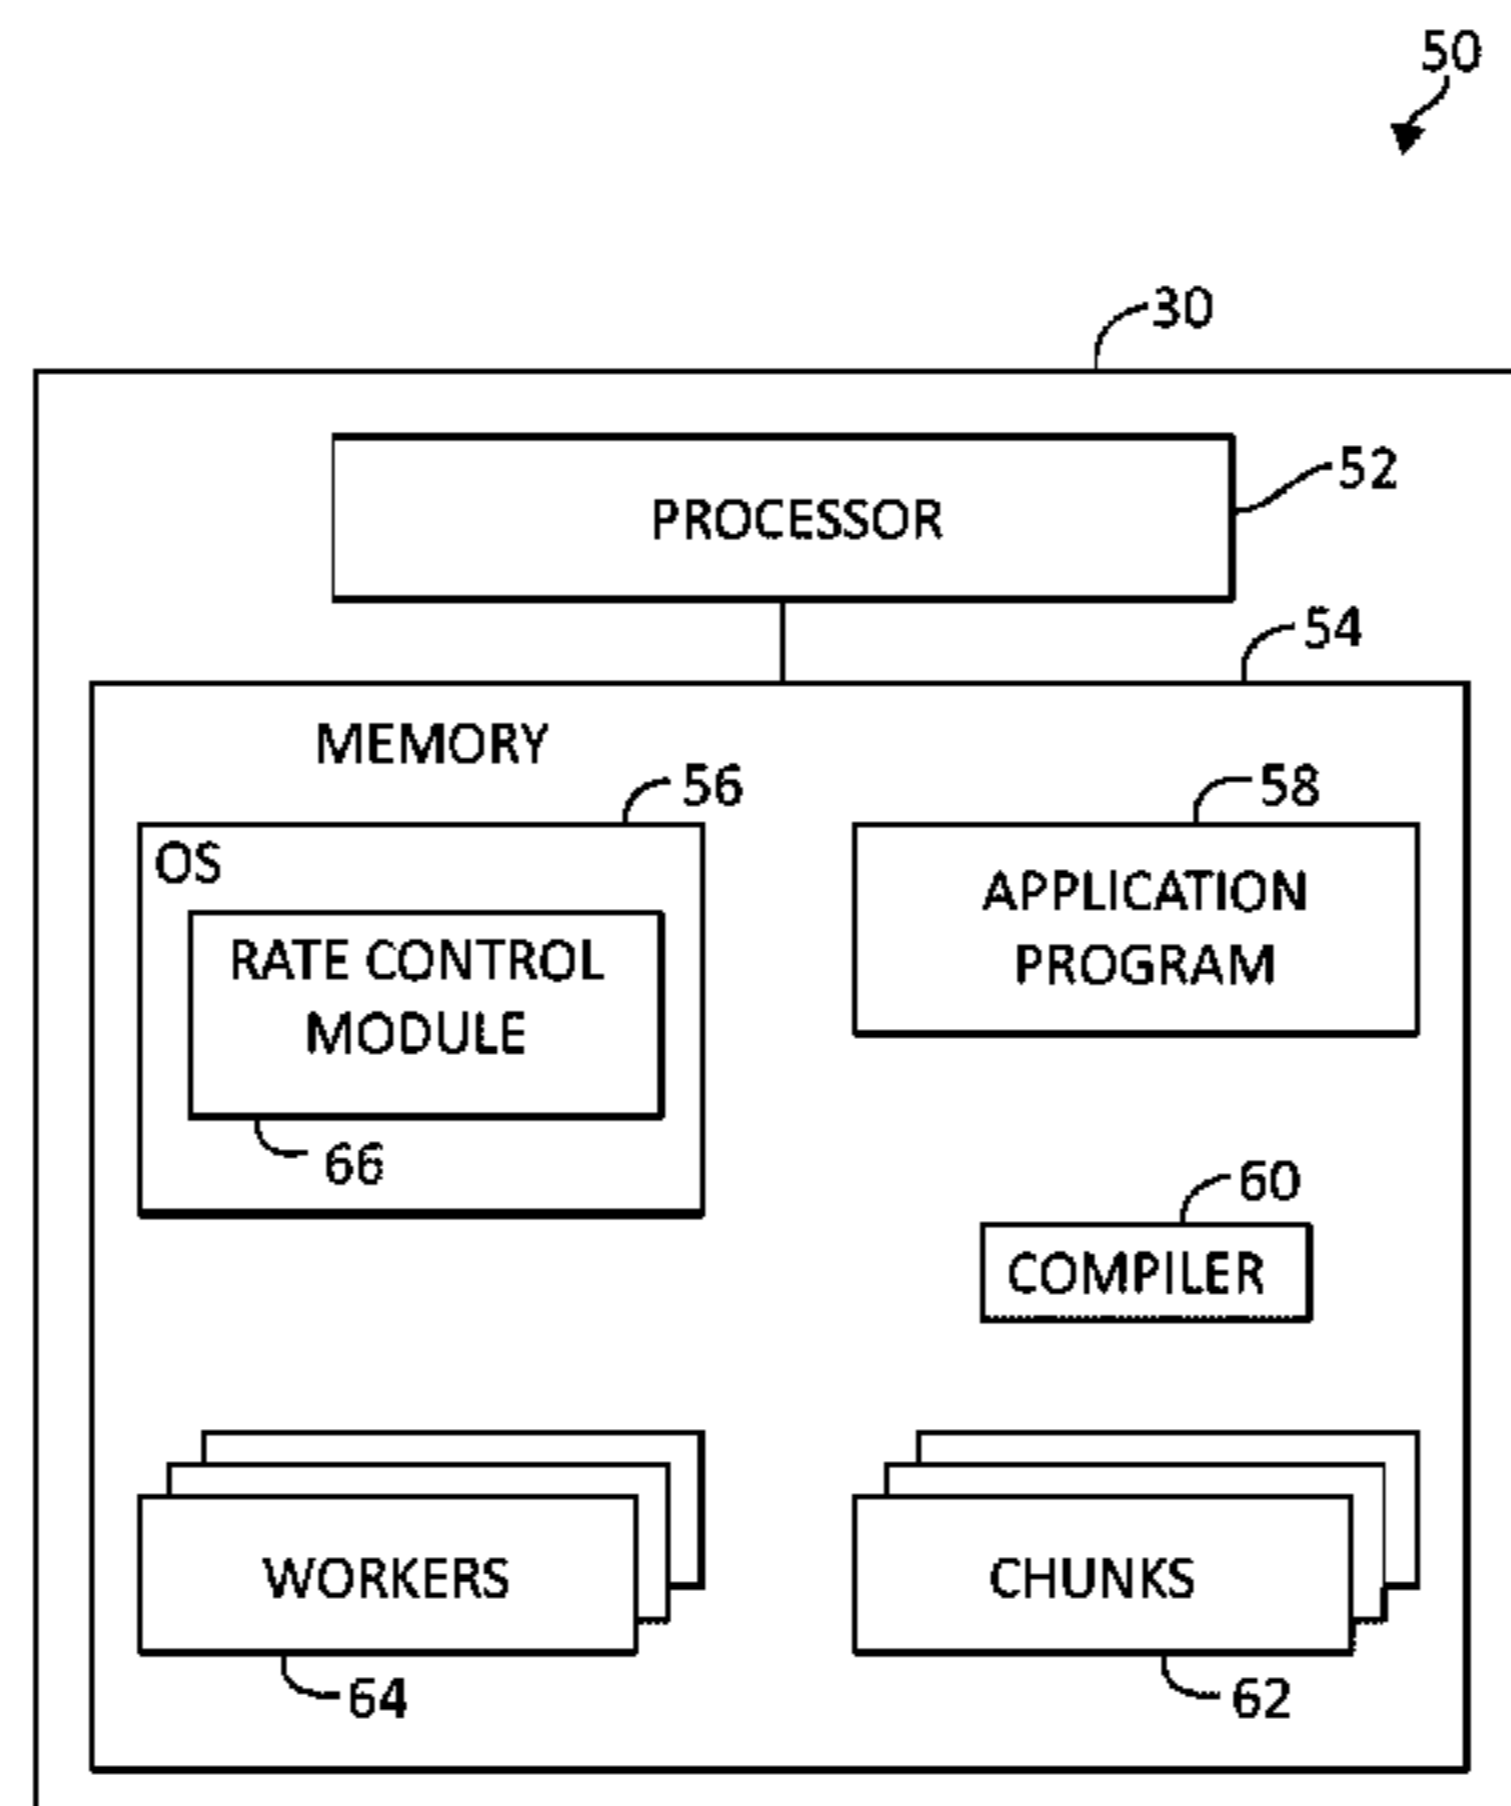 50
30
PROCESSOR
52
54
MEMORY
56
58
OS
RATE CONTROL
MODULE
66
APPLICATION
PROGRAM
60
COMPILER
WORKERS
64
CHUNKS
62